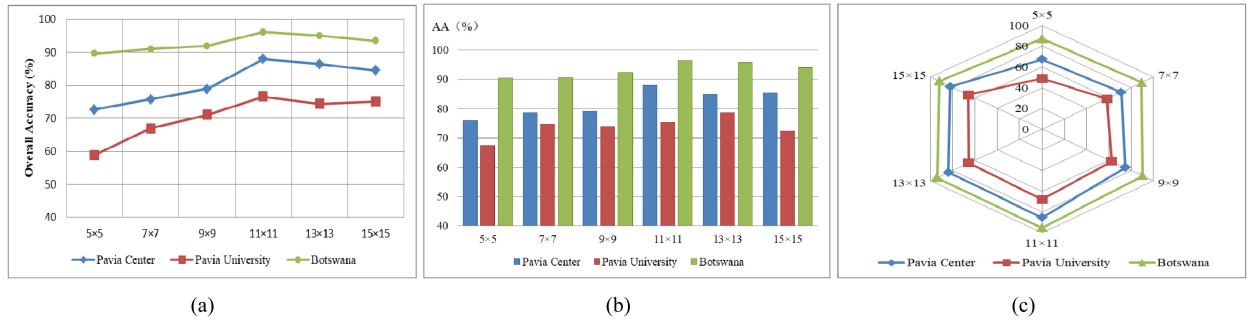 100
90
80
70
60
50
40
Overall Accuracy (%)
5×5 7×7 9×9 11×11 13×13 15×15
Pavia Center Pavia University Botswana
(a)
AA（%）
100
90
80
70
60
50
40
5×5 7×7 9×9 11×11 13×13 15×15
Pavia Center Pavia University Botswana
(b)
5×5
100
80
60
40
20
0
15×15 7×7
13×13 9×9
11×11
Pavia Center Pavia University Botswana
(c)